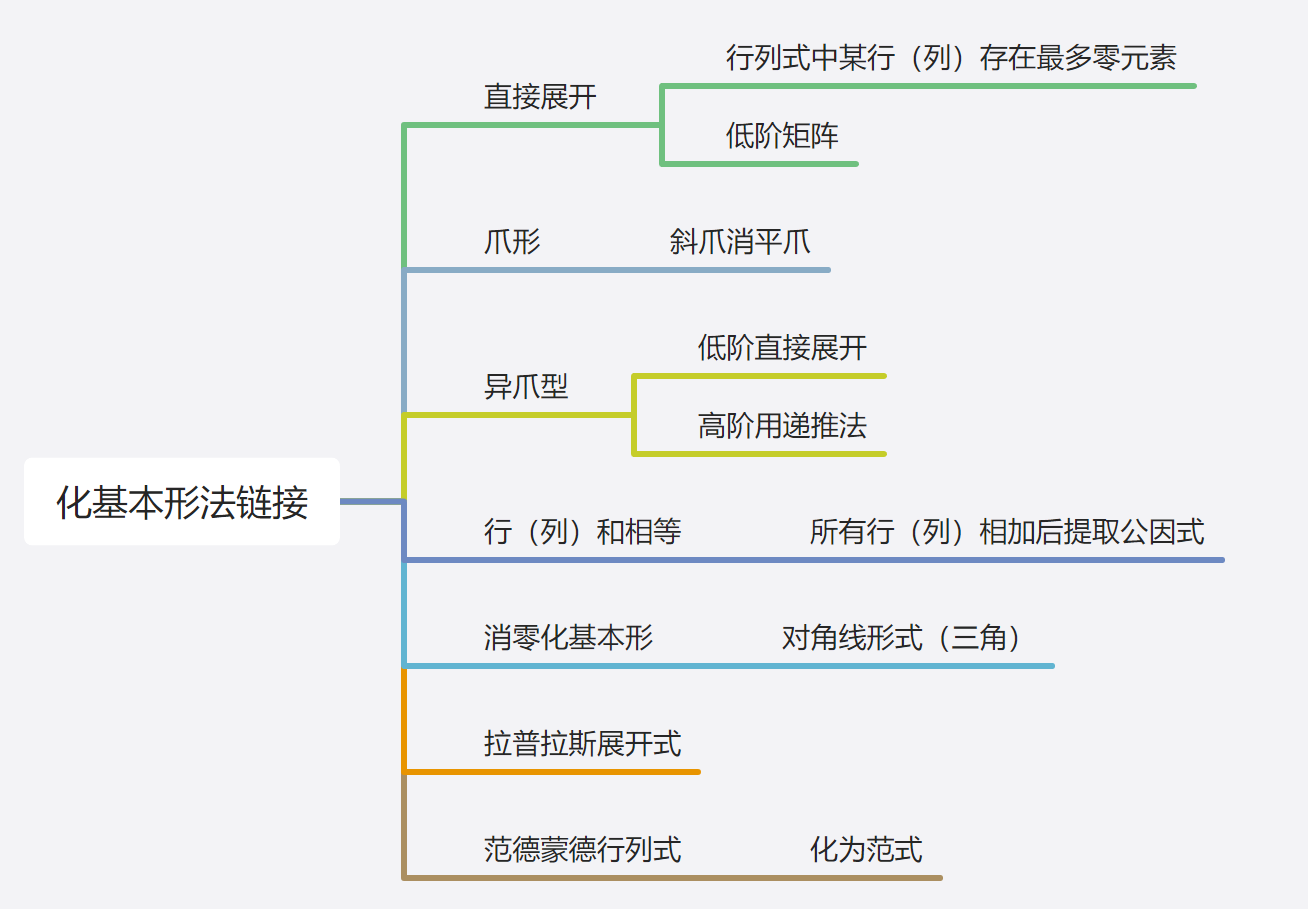 化基本形法链接
直接展开
行列式中某行（列）存在最多零元素
低阶矩阵
爪形
斜爪消平爪
异爪型
低阶直接展开
高阶用递推法
行（列）和相等
所有行（列）相加后提取公因式
消零化基本形
对角线形式（三角）
拉普拉斯展开式
范德蒙德行列式
化为范式